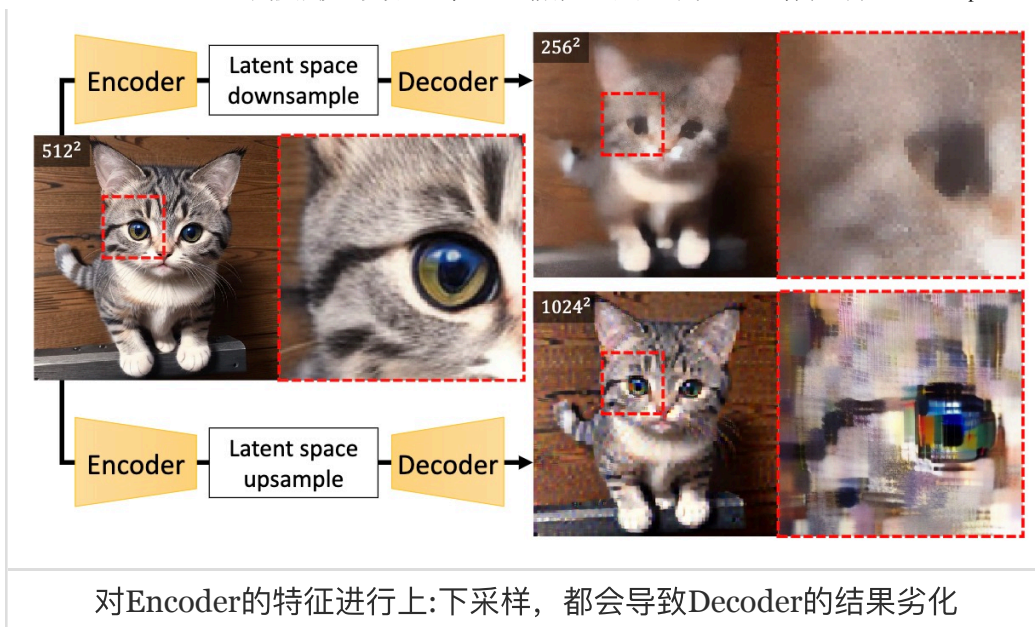 Encoder
Latent space
downsample
Decoder
256²
512²
1024²
Encoder
Latent space
upsample
Decoder
对Encoder的特征进行上:下采样，都会导致Decoder的结果劣化